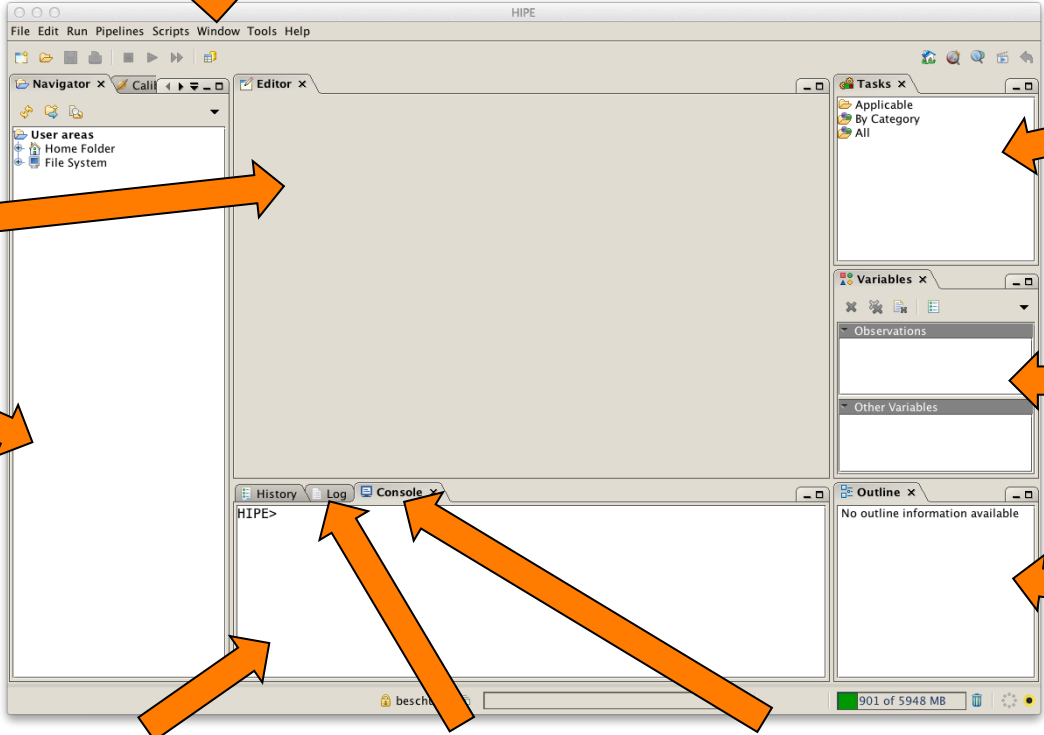 HIPE
File Edit Run Pipelines Scripts Window Tools Help
Navigator
Editor
Tasks
User areas
Home Folder
File System
Applicable
By Category
All
Variables
Observations
Other Variables
History Log Console
HIPE>
Outline
No outline information available
901 of 5948 MB